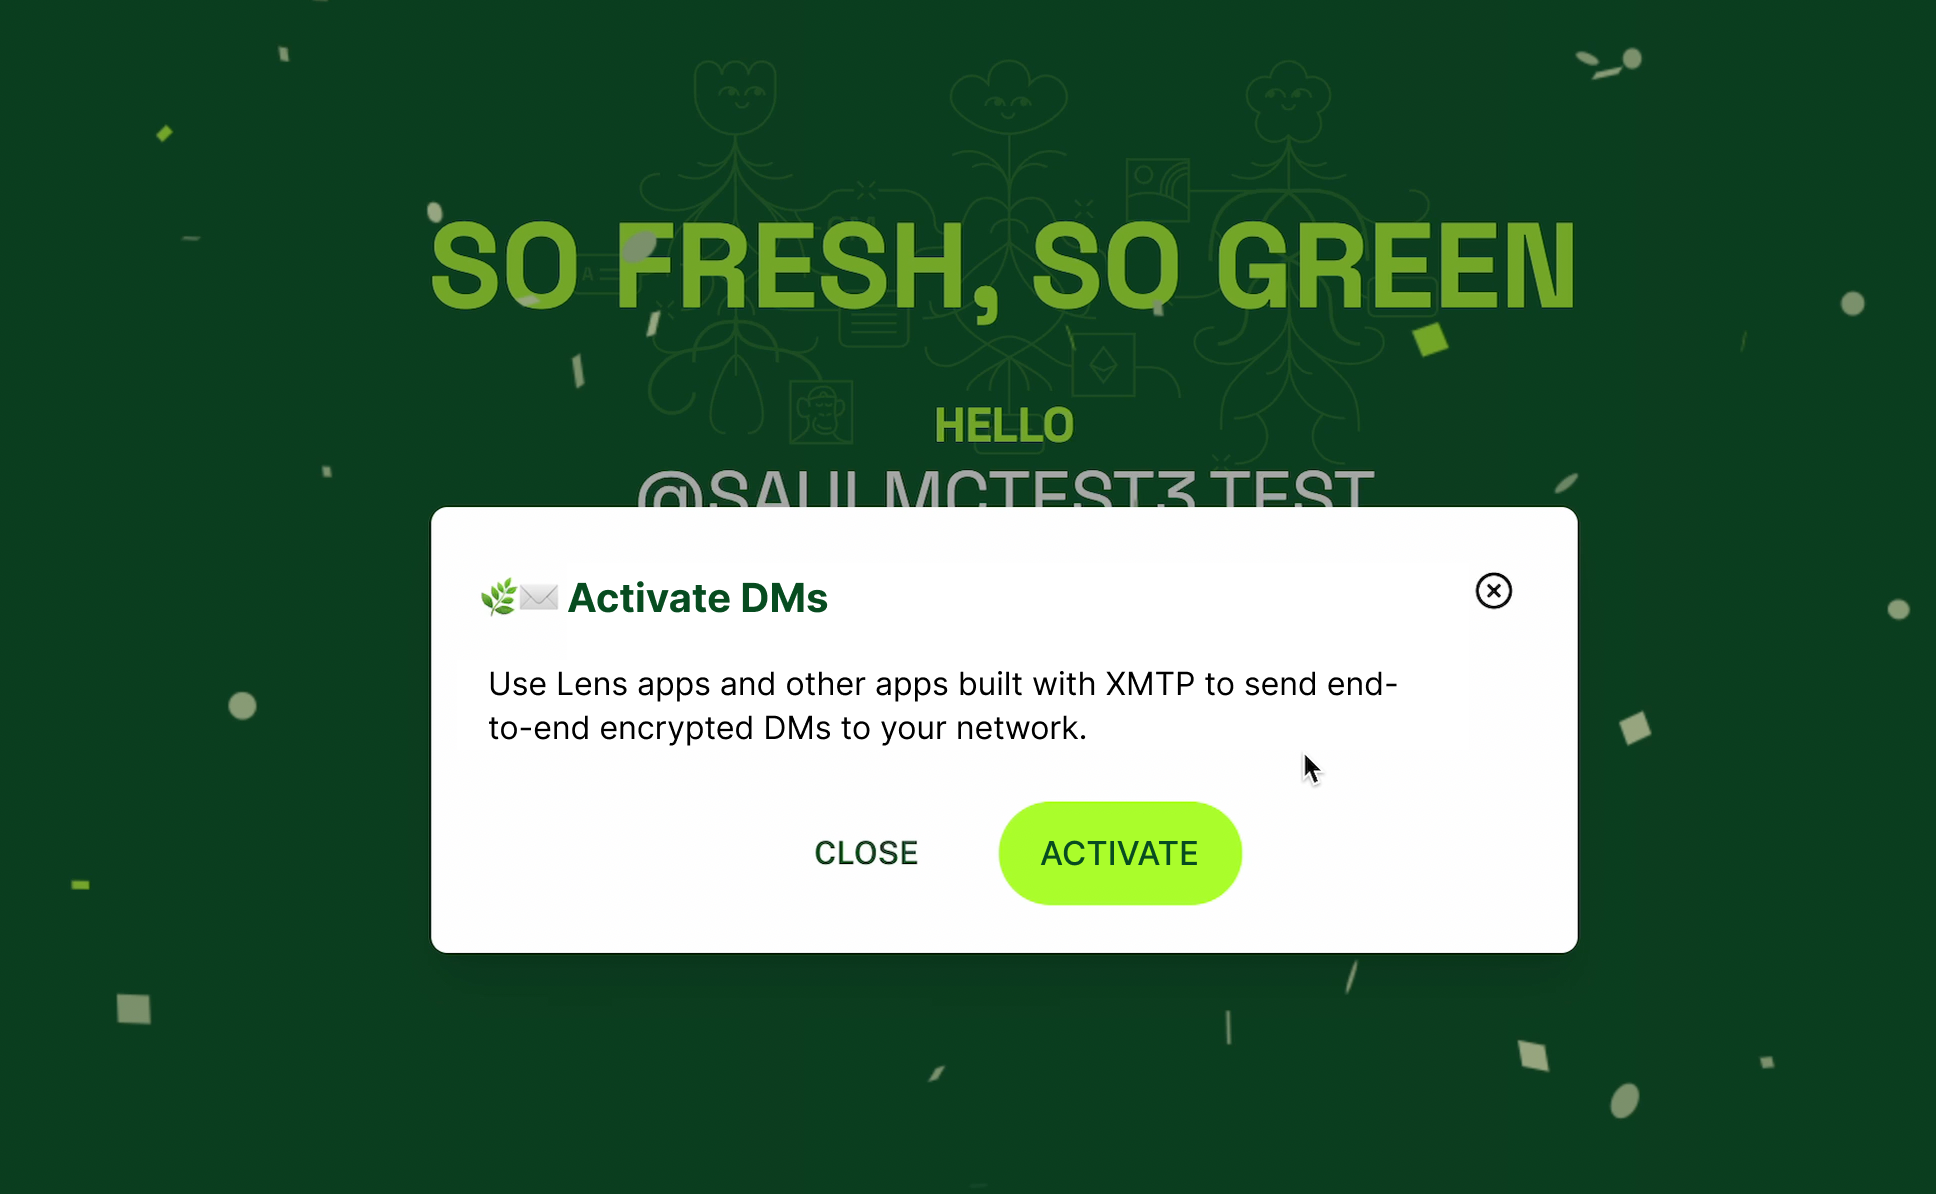 SO FRESH, SO GREEN
HELLO
@SAULMCTEST3.TEST
🌿✉️ Activate DMs
Use Lens apps and other apps built with XMTP to send end-
to-end encrypted DMs to your network.
CLOSE
ACTIVATE